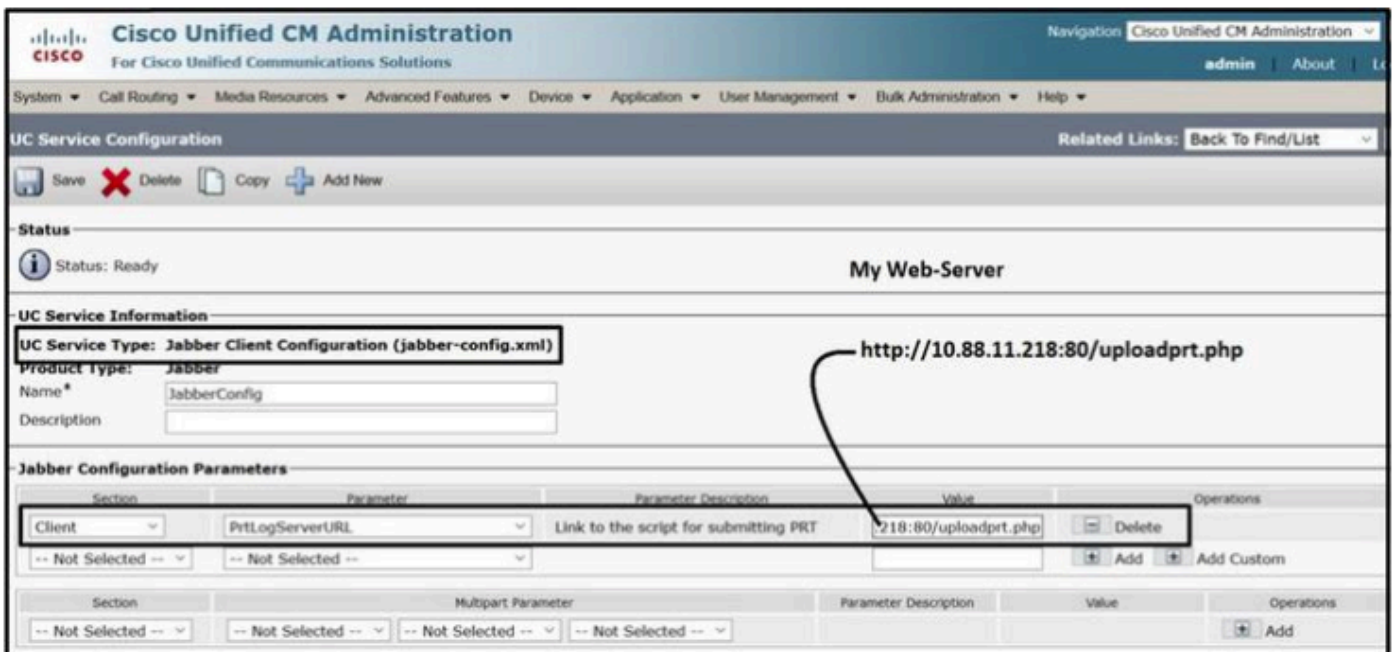 Cisco Unified CM Administration
Navigation Cisco Unified CM Administration
CISCO For Cisco Unified Communications Solutions
admin | About |
System Call Routing Media Resources Advanced Features Device Application User Management Bulk Administration Help
UC Service Configuration Related Links: Back To Find/List
Save Delete Copy Add New
Status
Status: Ready
My Web-Server
UC Service Information
UC Service Type: Jabber Client Configuration (jabber-config.xml)
http://10.88.11.218:80/uploadprt.php
Product Type: Jabber
Name* JabberConfig
Description
Jabber Configuration Parameters
Section Parameter Parameter Description Value Operations
Client PrtLogServerURL Link to the script for submitting PRT .218:80/uploadprt.php Delete
-- Not Selected -- -- Not Selected -- Add Add Custom
Section Multipart Parameter Parameter Description Value Operations
-- Not Selected -- -- Not Selected -- -- Not Selected -- -- Not Selected -- Add